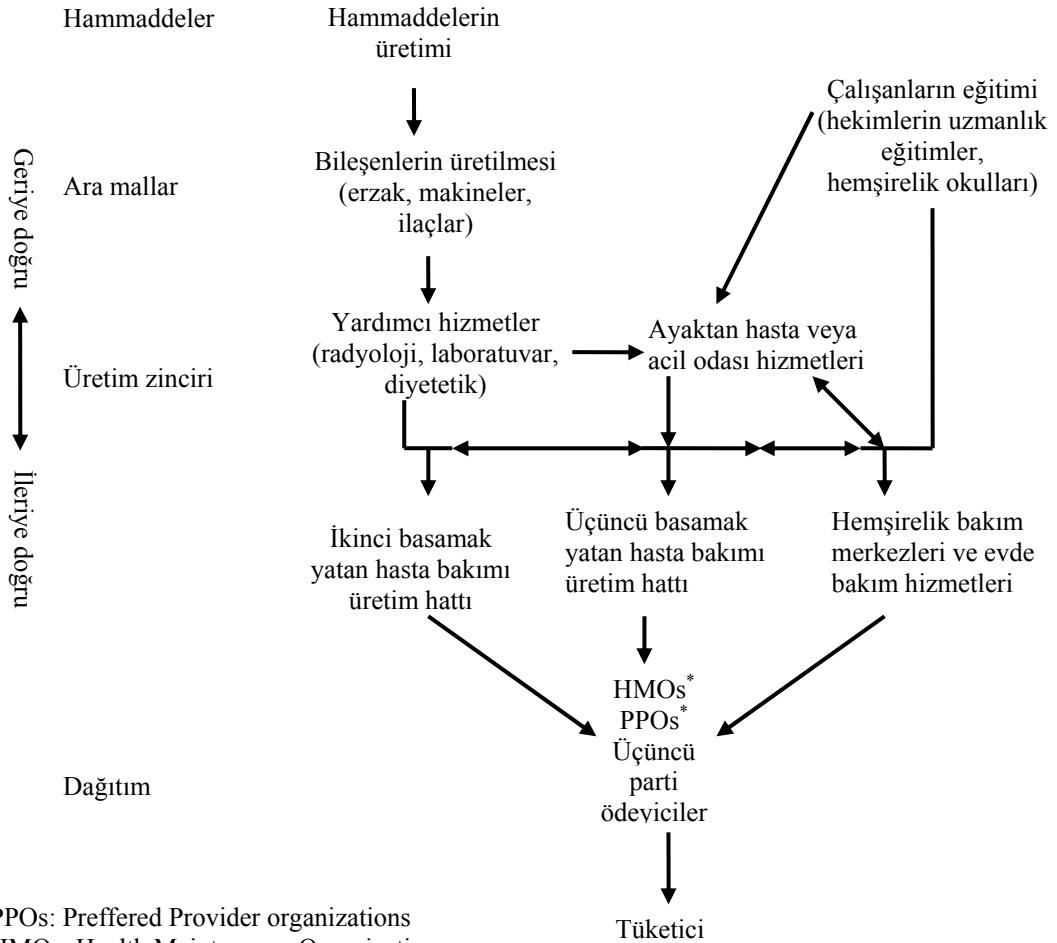 Hammaddeler
Hammaddelerin
üretimi
Çalışanların eğitimi
(hekimlerin uzmanlık
eğitimler,
hemşirelik okulları)
Geriye doğru
Ara mallar
Bileşenlerin üretilmesi
(erzak, makineler,
ilaçlar)
Yardımcı hizmetler
(radyoloji, laboratuvar,
diyetetik)
Ayaktan hasta veya
acil odası hizmetleri
Üretim zinciri
İleriye doğru
İkinci basamak
yatan hasta bakımı
üretim hattı
Üçüncü basamak
yatan hasta bakımı
üretim hattı
Hemşirelik bakım
merkezleri ve evde
bakım hizmetleri
HMOs*
PPOs*
Üçüncü
parti
ödeyiciler
Dağıtım
PPOs: Preffered Provider organizations
Tüketici